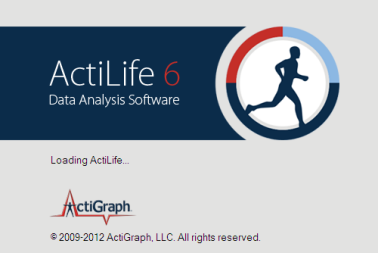 ActiLife 6
Data Analysis Software
Loading ActiLife...
ActiGraph
© 2009-2012 ActiGraph, LLC. All rights reserved.